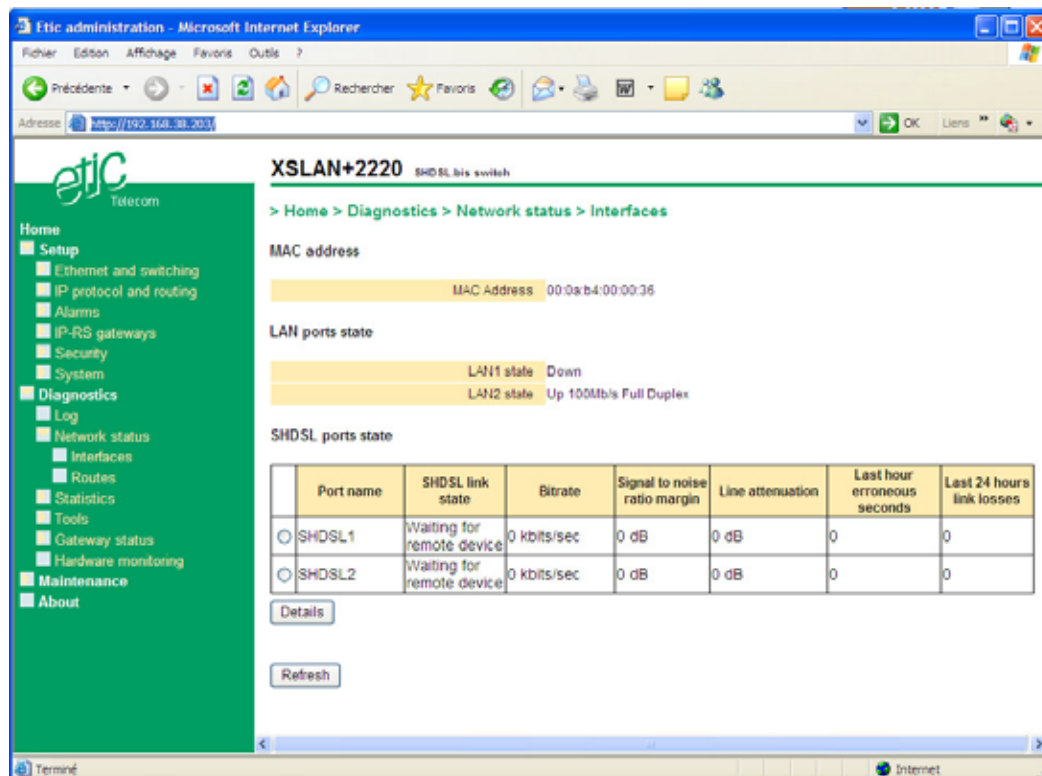 Etic administration - Microsoft Internet Explorer
Fichier Edition Affichage Favoris Outils ?
Précédente Rechercher Favoris
Adresse http://192.168.38.203/ OK Liens »
etic Telecom
XSLAN+2220 SHDSL.bis switch
> Home > Diagnostics > Network status > Interfaces
Home
Setup
Ethernet and switching
IP protocol and routing
Alarms
IP-RS gateways
Security
System
Diagnostics
Log
Network status
Interfaces
Routes
Statistics
Tools
Gateway status
Hardware monitoring
Maintenance
About
MAC address
MAC Address 00:0a:b4:00:00:36
LAN ports state
LAN1 state Down
LAN2 state Up 100Mb/s Full Duplex
SHDSL ports state
Port name SHDSL link state Bitrate Signal to noise ratio margin Line attenuation Last hour erroneous seconds Last 24 hours link losses
SHDSL1 Waiting for remote device 0 kbits/sec 0 dB 0 dB 0 0
SHDSL2 Waiting for remote device 0 kbits/sec 0 dB 0 dB 0 0
Details
Refresh
Terminé Internet